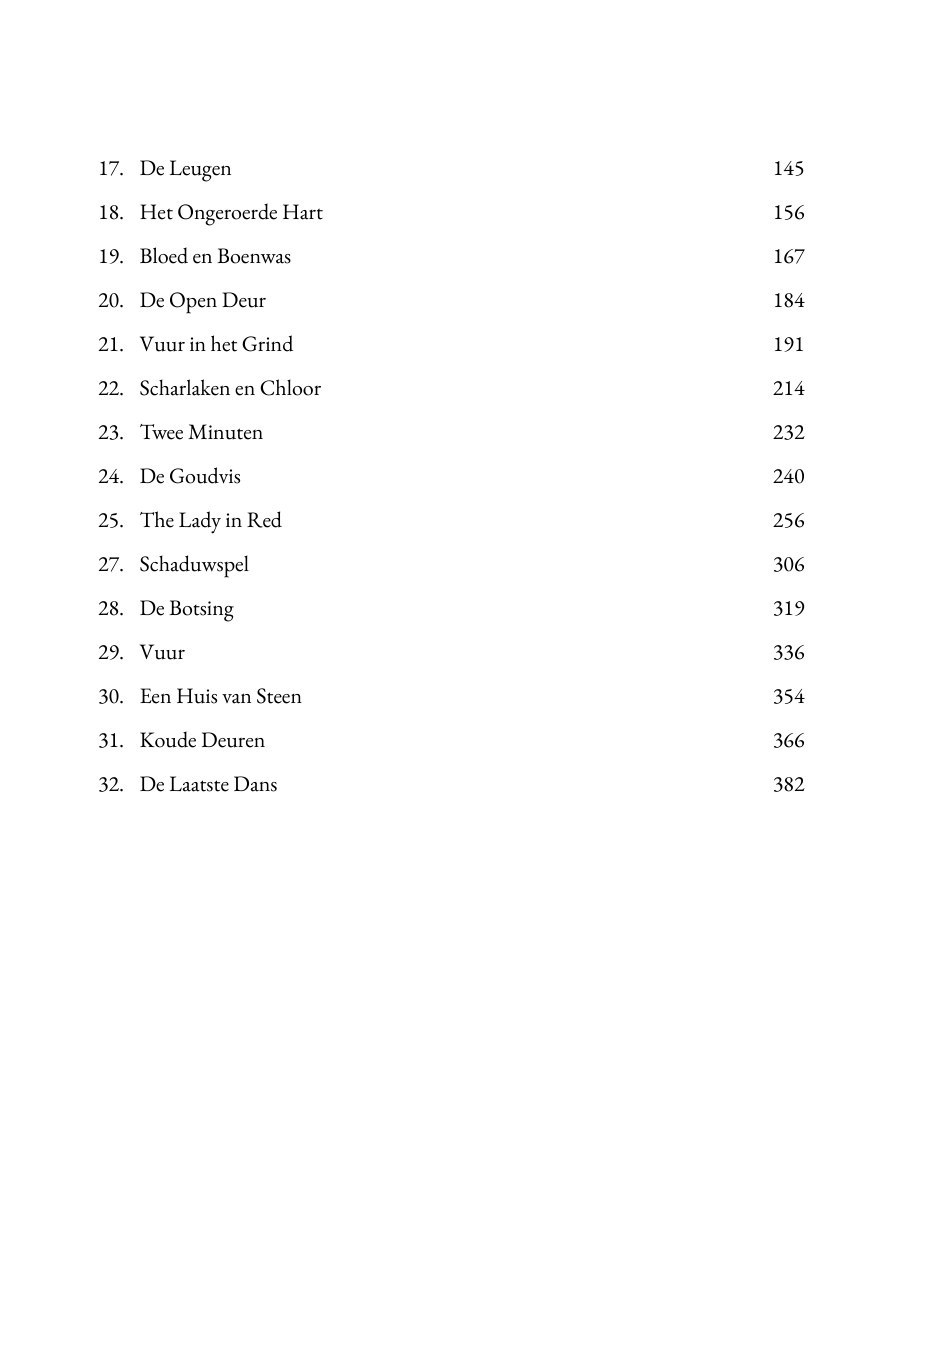 17. De Leugen 145
18. Het Ongeroerde Hart 156
19. Bloed en Boenwas 167
20. De Open Deur 184
21. Vuur in het Grind 191
22. Scharlaken en Chloor 214
23. Twee Minuten 232
24. De Goudvis 240
25. The Lady in Red 256
27. Schaduwspel 306
28. De Botsing 319
29. Vuur 336
30. Een Huis van Steen 354
31. Koude Deuren 366
32. De Laatste Dans 382